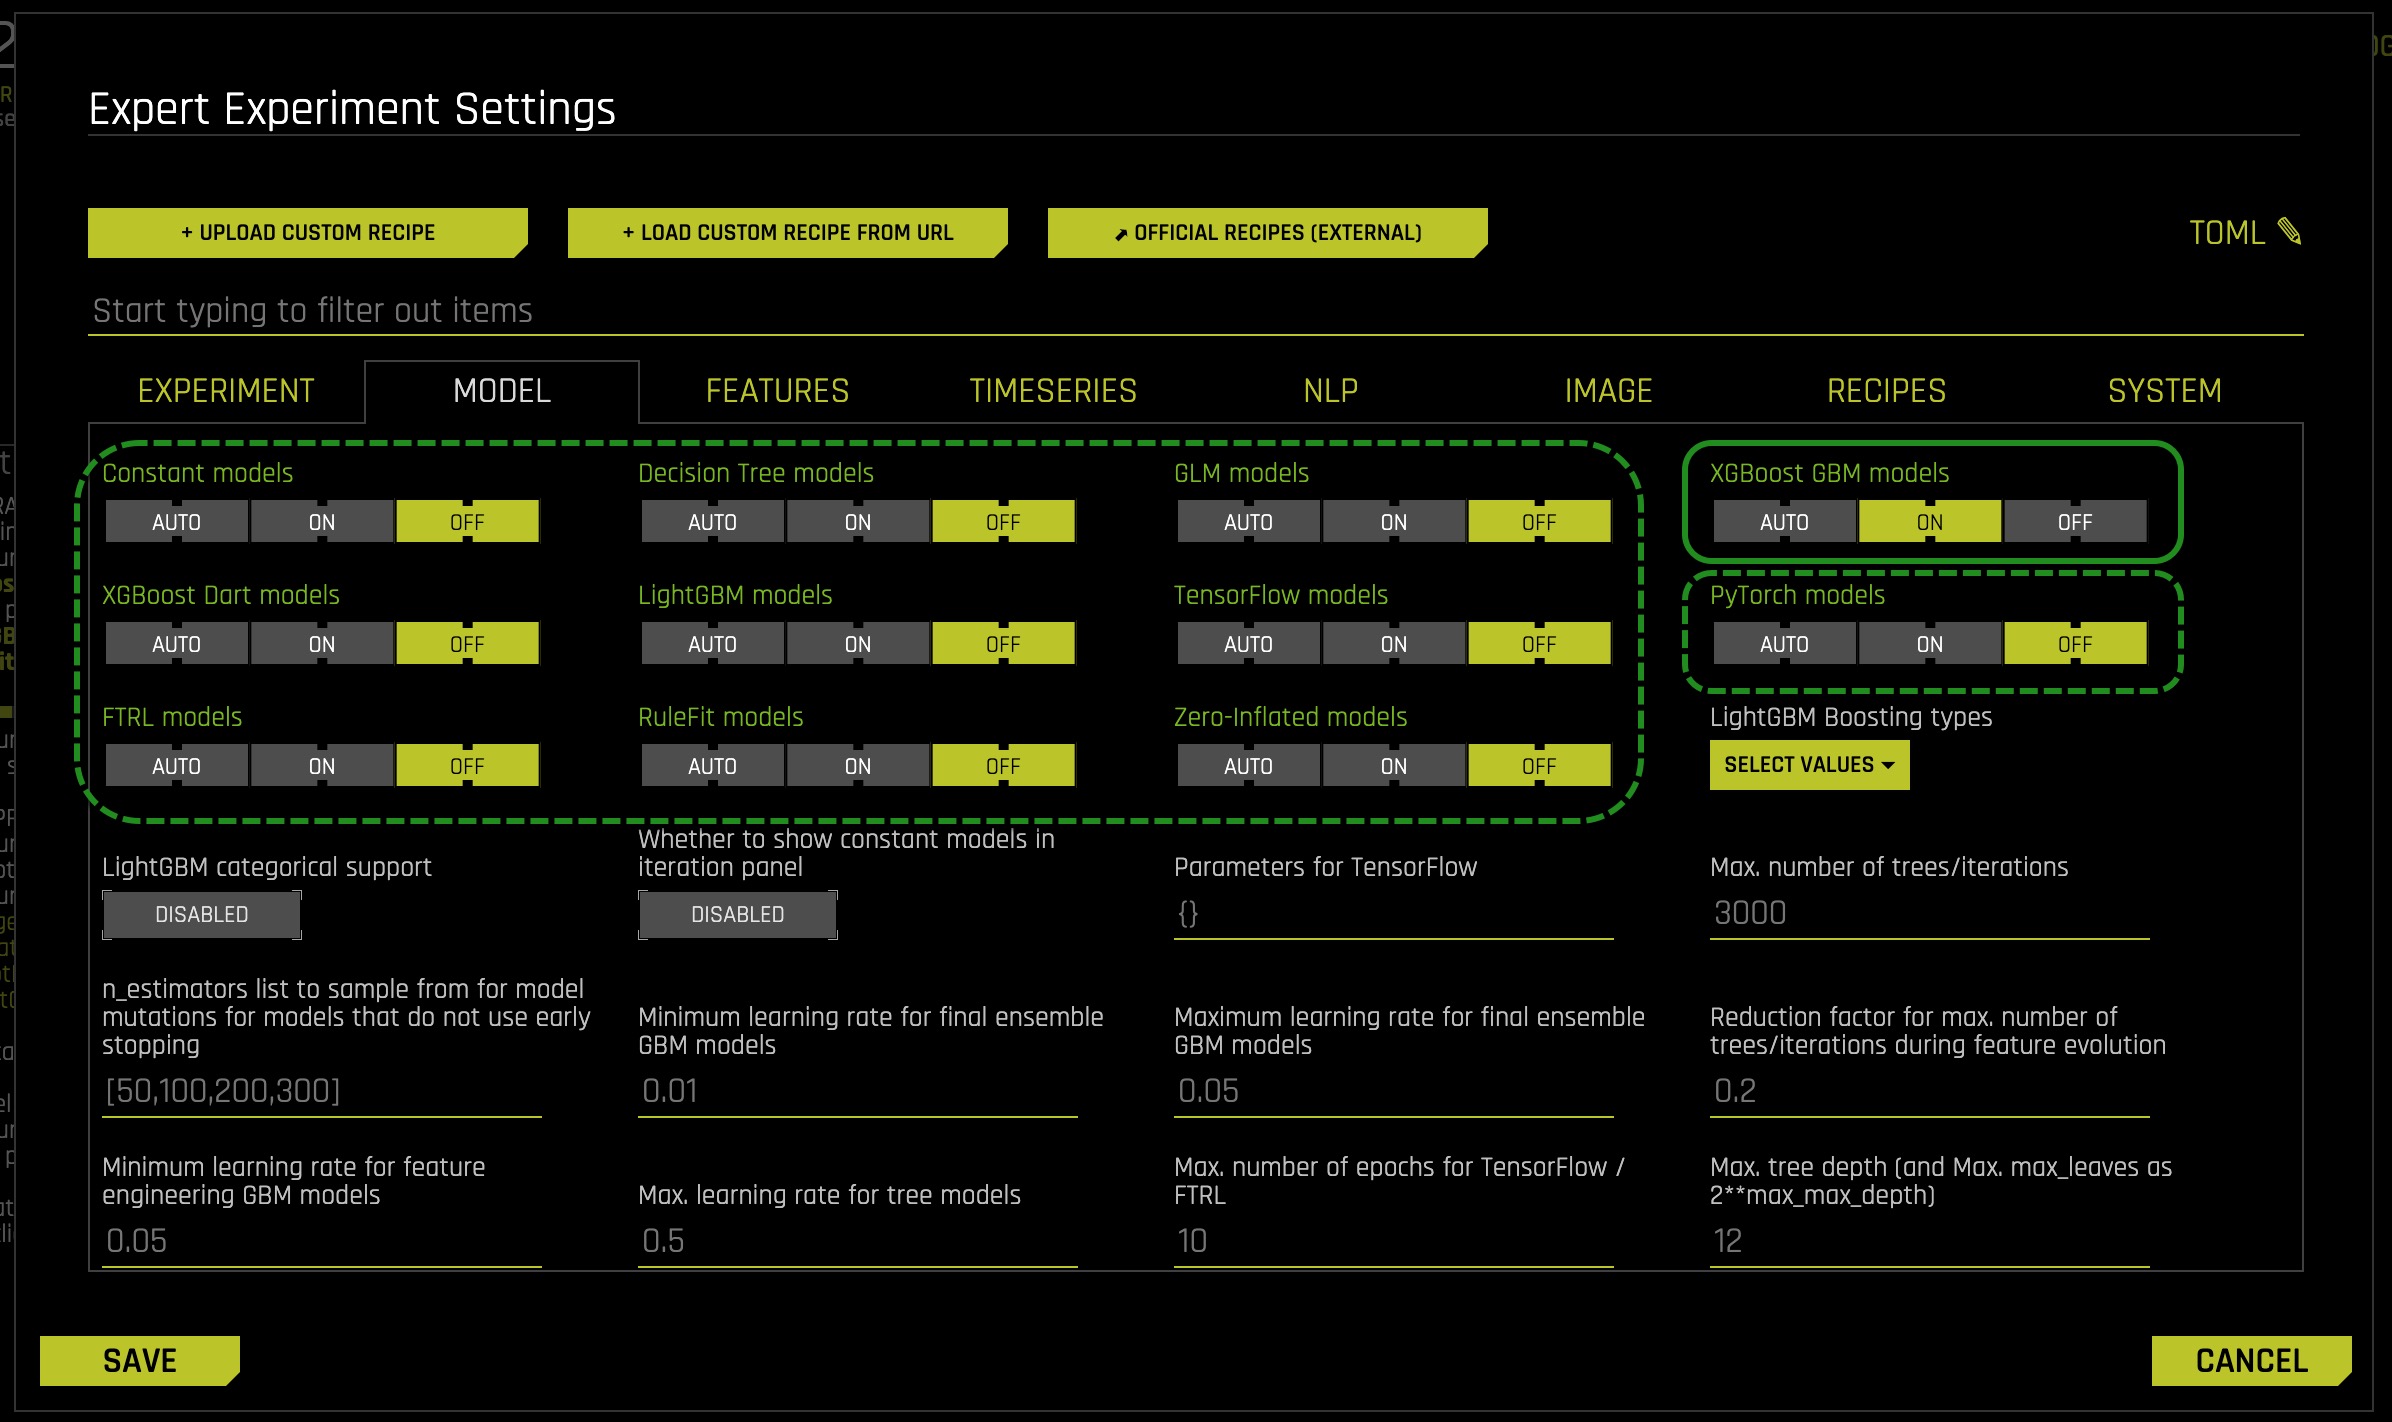 Expert Experiment Settings
+ UPLOAD CUSTOM RECIPE
+ LOAD CUSTOM RECIPE FROM URL
OFFICIAL RECIPES (EXTERNAL)
TOML
Start typing to filter out items
EXPERIMENT MODEL FEATURES TIMESERIES NLP IMAGE RECIPES SYSTEM
Constant models
AUTO ON OFF
Decision Tree models
AUTO ON OFF
GLM models
AUTO ON OFF
XGBoost GBM models
AUTO ON OFF
XGBoost Dart models
AUTO ON OFF
LightGBM models
AUTO ON OFF
TensorFlow models
AUTO ON OFF
PyTorch models
AUTO ON OFF
FTRL models
AUTO ON OFF
RuleFit models
AUTO ON OFF
Zero-Inflated models
AUTO ON OFF
LightGBM Boosting types
SELECT VALUES
LightGBM categorical support
DISABLED
Whether to show constant models in
iteration panel
DISABLED
Parameters for TensorFlow
{}
Max. number of trees/iterations
3000
n_estimators list to sample from for model
mutations for models that do not use early
stopping
[50,100,200,300]
Minimum learning rate for final ensemble
GBM models
0.01
Maximum learning rate for final ensemble
GBM models
0.05
Reduction factor for max. number of
trees/iterations during feature evolution
0.2
Minimum learning rate for feature
engineering GBM models
0.05
Max. learning rate for tree models
0.5
Max. number of epochs for TensorFlow /
FTRL
10
Max. tree depth (and Max. max_leaves as
2**max_max_depth)
12
SAVE
CANCEL